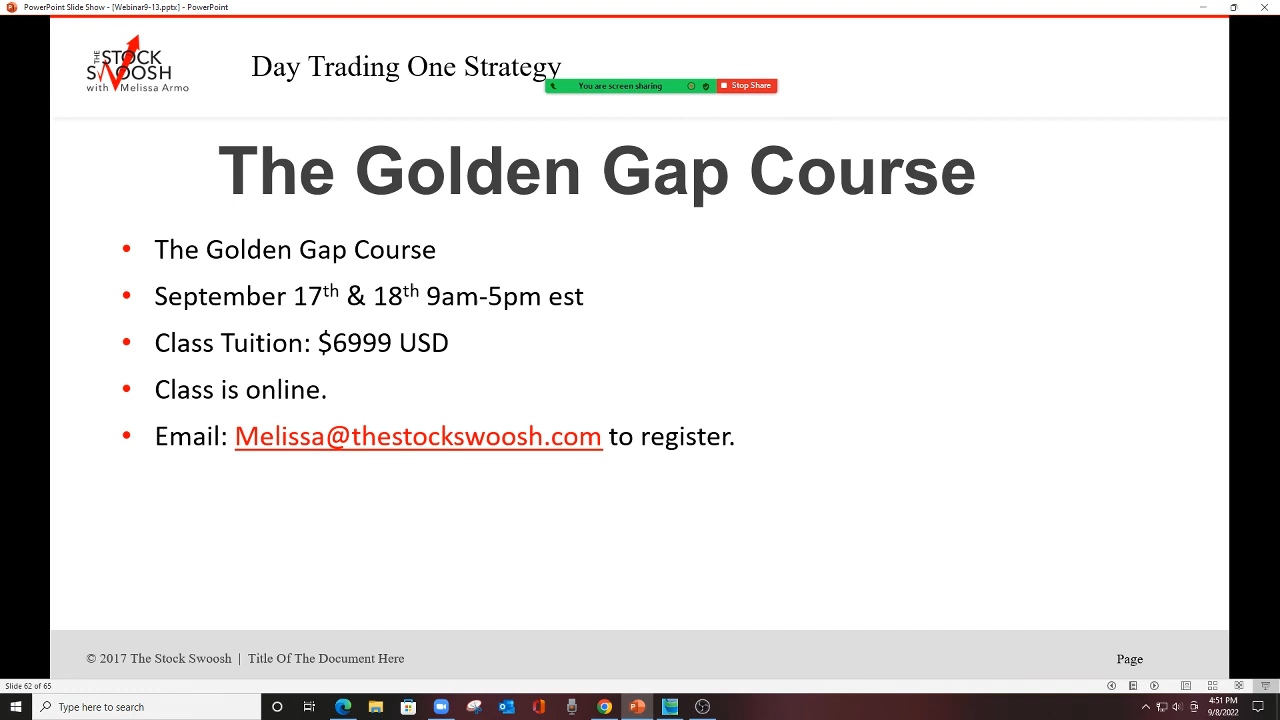 PowerPoint Slide Show - [Webinar9-13.pptx] - PowerPoint
THE STOCK
SWOOSH
with Melissa Armo
Day Trading One Strategy
You are screen sharing
Stop Share
The Golden Gap Course
• The Golden Gap Course
• September 17th & 18th 9am-5pm est
• Class Tuition: $6999 USD
• Class is online.
• Email: Melissa@thestockswoosh.com to register.
© 2017 The Stock Swoosh | Title Of The Document Here
Page
Slide 62 of 65
Type here to search
4:51 PM
9/8/2022